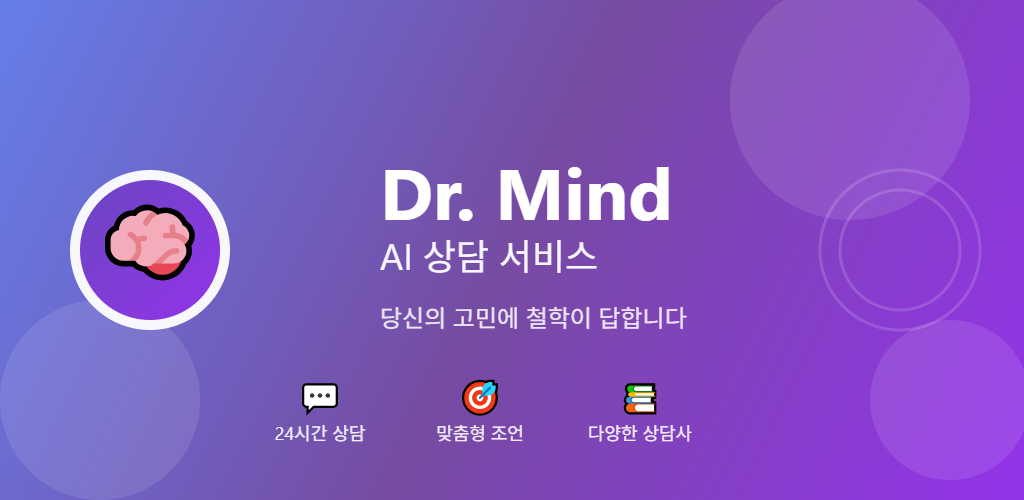 Dr. Mind
AI 상담 서비스
당신의 고민에 철학이 답합니다
24시간 상담
맞춤형 조언
다양한 상담사